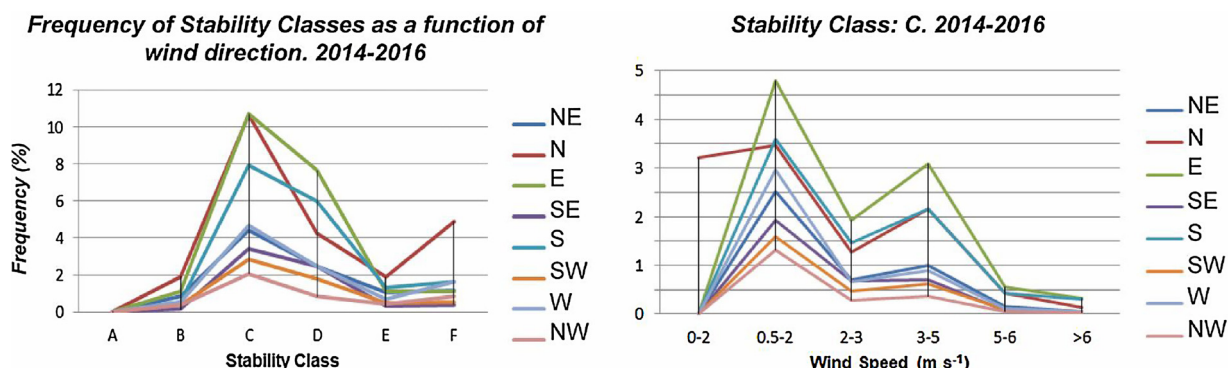 Frequency of Stability Classes as a function of
wind direction. 2014-2016
Frequency (%)
12
10
8
6
4
2
0
A B C D E F
Stability Class
NE
N
E
SE
S
SW
W
NW
Stability Class: C. 2014-2016
5
4
3
2
1
0
0-2 0.5-2 2-3 3-5 5-6 >6
Wind Speed (m s-1)
NE
N
E
SE
S
SW
W
NW